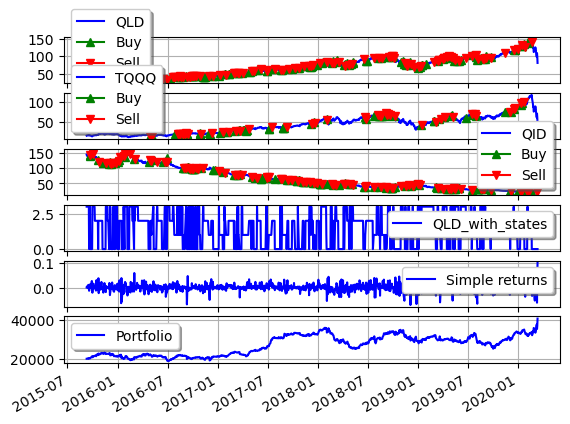 QLD
Buy
Sell
150
100
50
TQQQ
Buy
Sell
100
50
QID
Buy
Sell
150
100
50
2.5
0.0
QLD_with_states
0.1
0.0
Simple returns
40000
20000
Portfolio
2015-07
2016-01
2016-07
2017-01
2017-07
2018-01
2018-07
2019-01
2019-07
2020-01